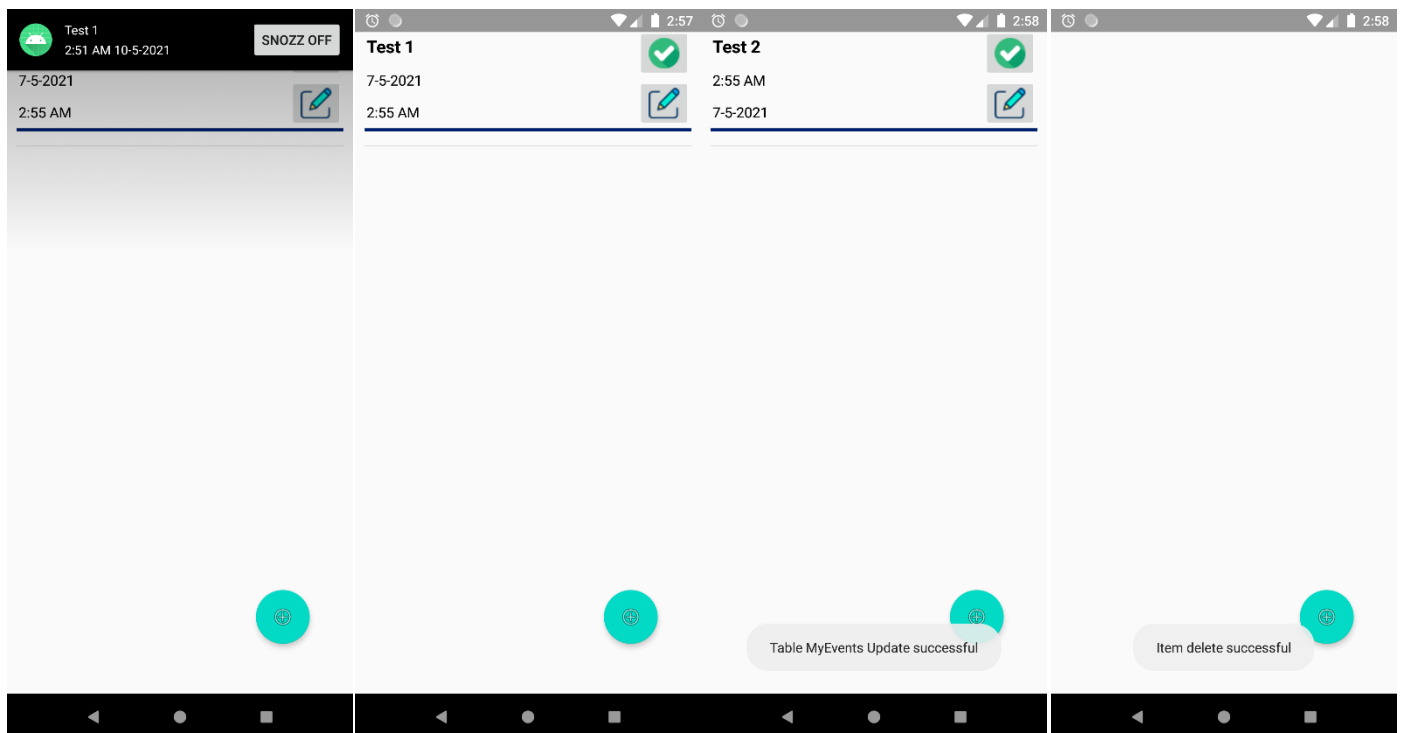 Test 1
2:51 AM 10-5-2021
SNOZZ OFF
7-5-2021
2:55 AM
2:57
Test 1
7-5-2021
2:55 AM
2:58
Test 2
2:55 AM
7-5-2021
Table MyEvents Update successful
2:58
Item delete successful